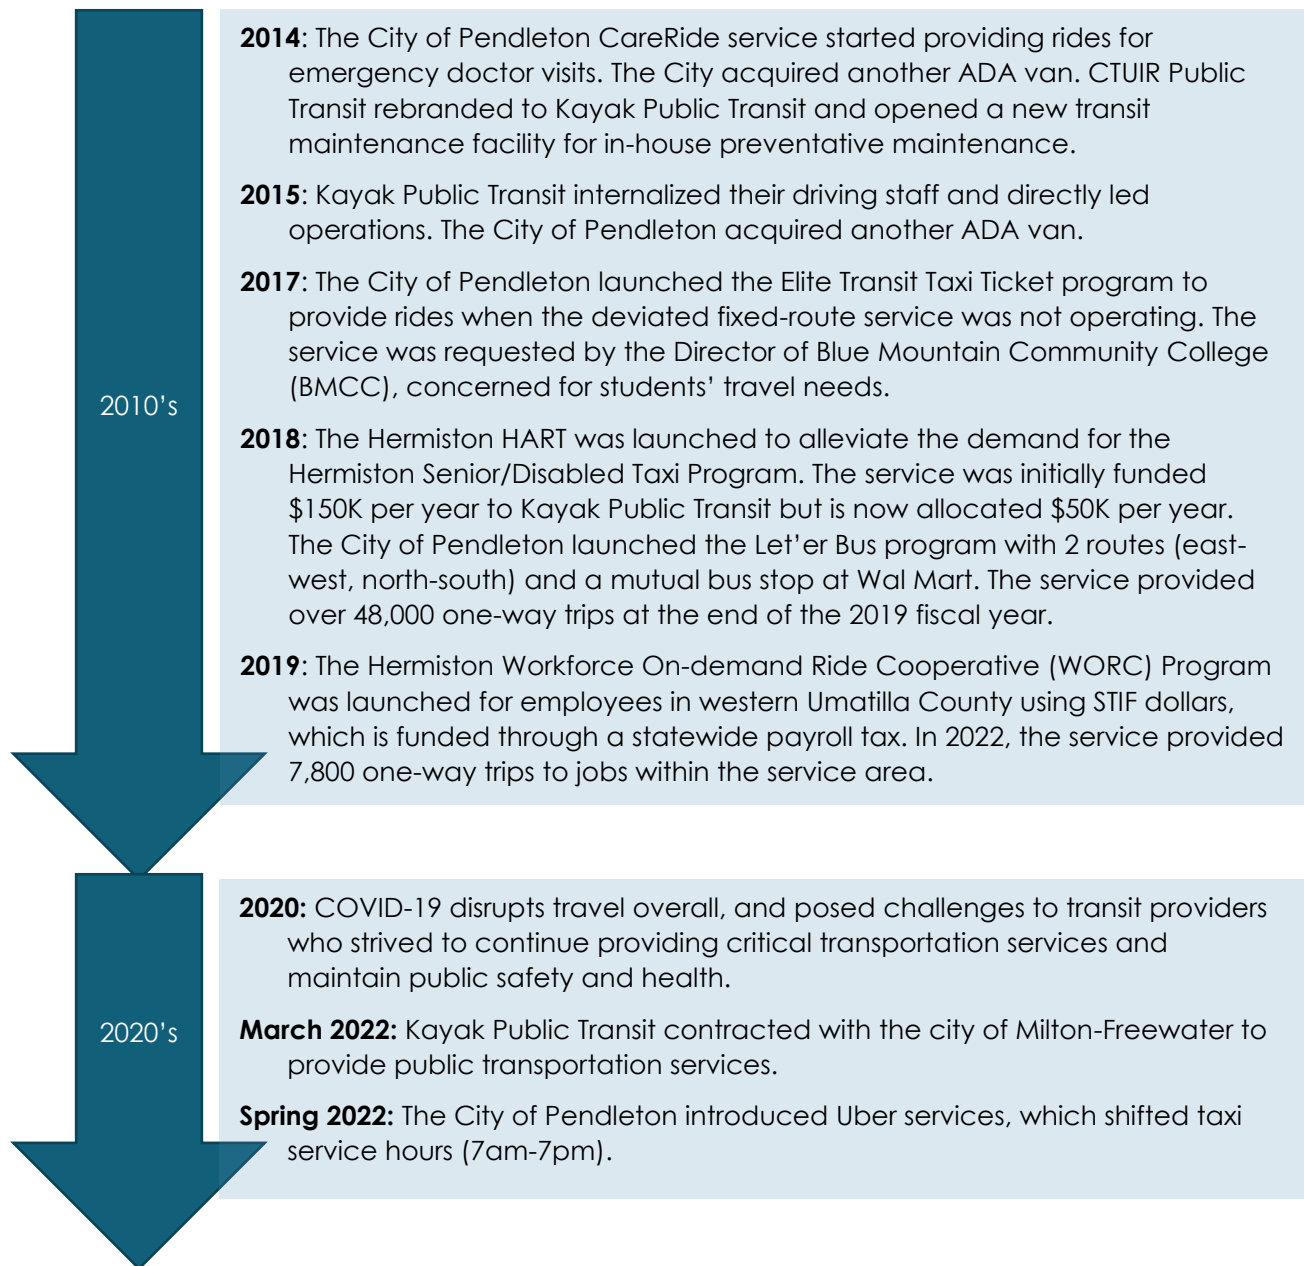 2014: The City of Pendleton CareRide service started providing rides for
emergency doctor visits. The City acquired another ADA van. CTUIR Public
Transit rebranded to Kayak Public Transit and opened a new transit
maintenance facility for in-house preventative maintenance.
2015: Kayak Public Transit internalized their driving staff and directly led
operations. The City of Pendleton acquired another ADA van.
2017: The City of Pendleton launched the Elite Transit Taxi Ticket program to
provide rides when the deviated fixed-route service was not operating. The
service was requested by the Director of Blue Mountain Community College
(BMCC), concerned for students’ travel needs.
2010’s
2018: The Hermiston HART was launched to alleviate the demand for the
Hermiston Senior/Disabled Taxi Program. The service was initially funded
$150K per year to Kayak Public Transit but is now allocated $50K per year.
The City of Pendleton launched the Let’er Bus program with 2 routes (east-
west, north-south) and a mutual bus stop at Wal Mart. The service provided
over 48,000 one-way trips at the end of the 2019 fiscal year.
2019: The Hermiston Workforce On-demand Ride Cooperative (WORC) Program
was launched for employees in western Umatilla County using STIF dollars,
which is funded through a statewide payroll tax. In 2022, the service provided
7,800 one-way trips to jobs within the service area.
2020: COVID-19 disrupts travel overall, and posed challenges to transit providers
who strived to continue providing critical transportation services and
maintain public safety and health.
2020’s
March 2022: Kayak Public Transit contracted with the city of Milton-Freewater to
provide public transportation services.
Spring 2022: The City of Pendleton introduced Uber services, which shifted taxi
service hours (7am-7pm).